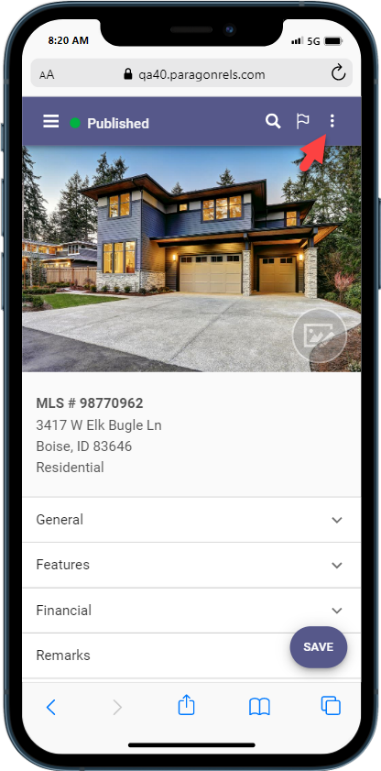 8:20 AM
5G
AA
qa40.paragonrels.com
Published
MLS # 98770962
3417 W Elk Bugle Ln
Boise, ID 83646
Residential
General
Features
Financial
Remarks
SAVE